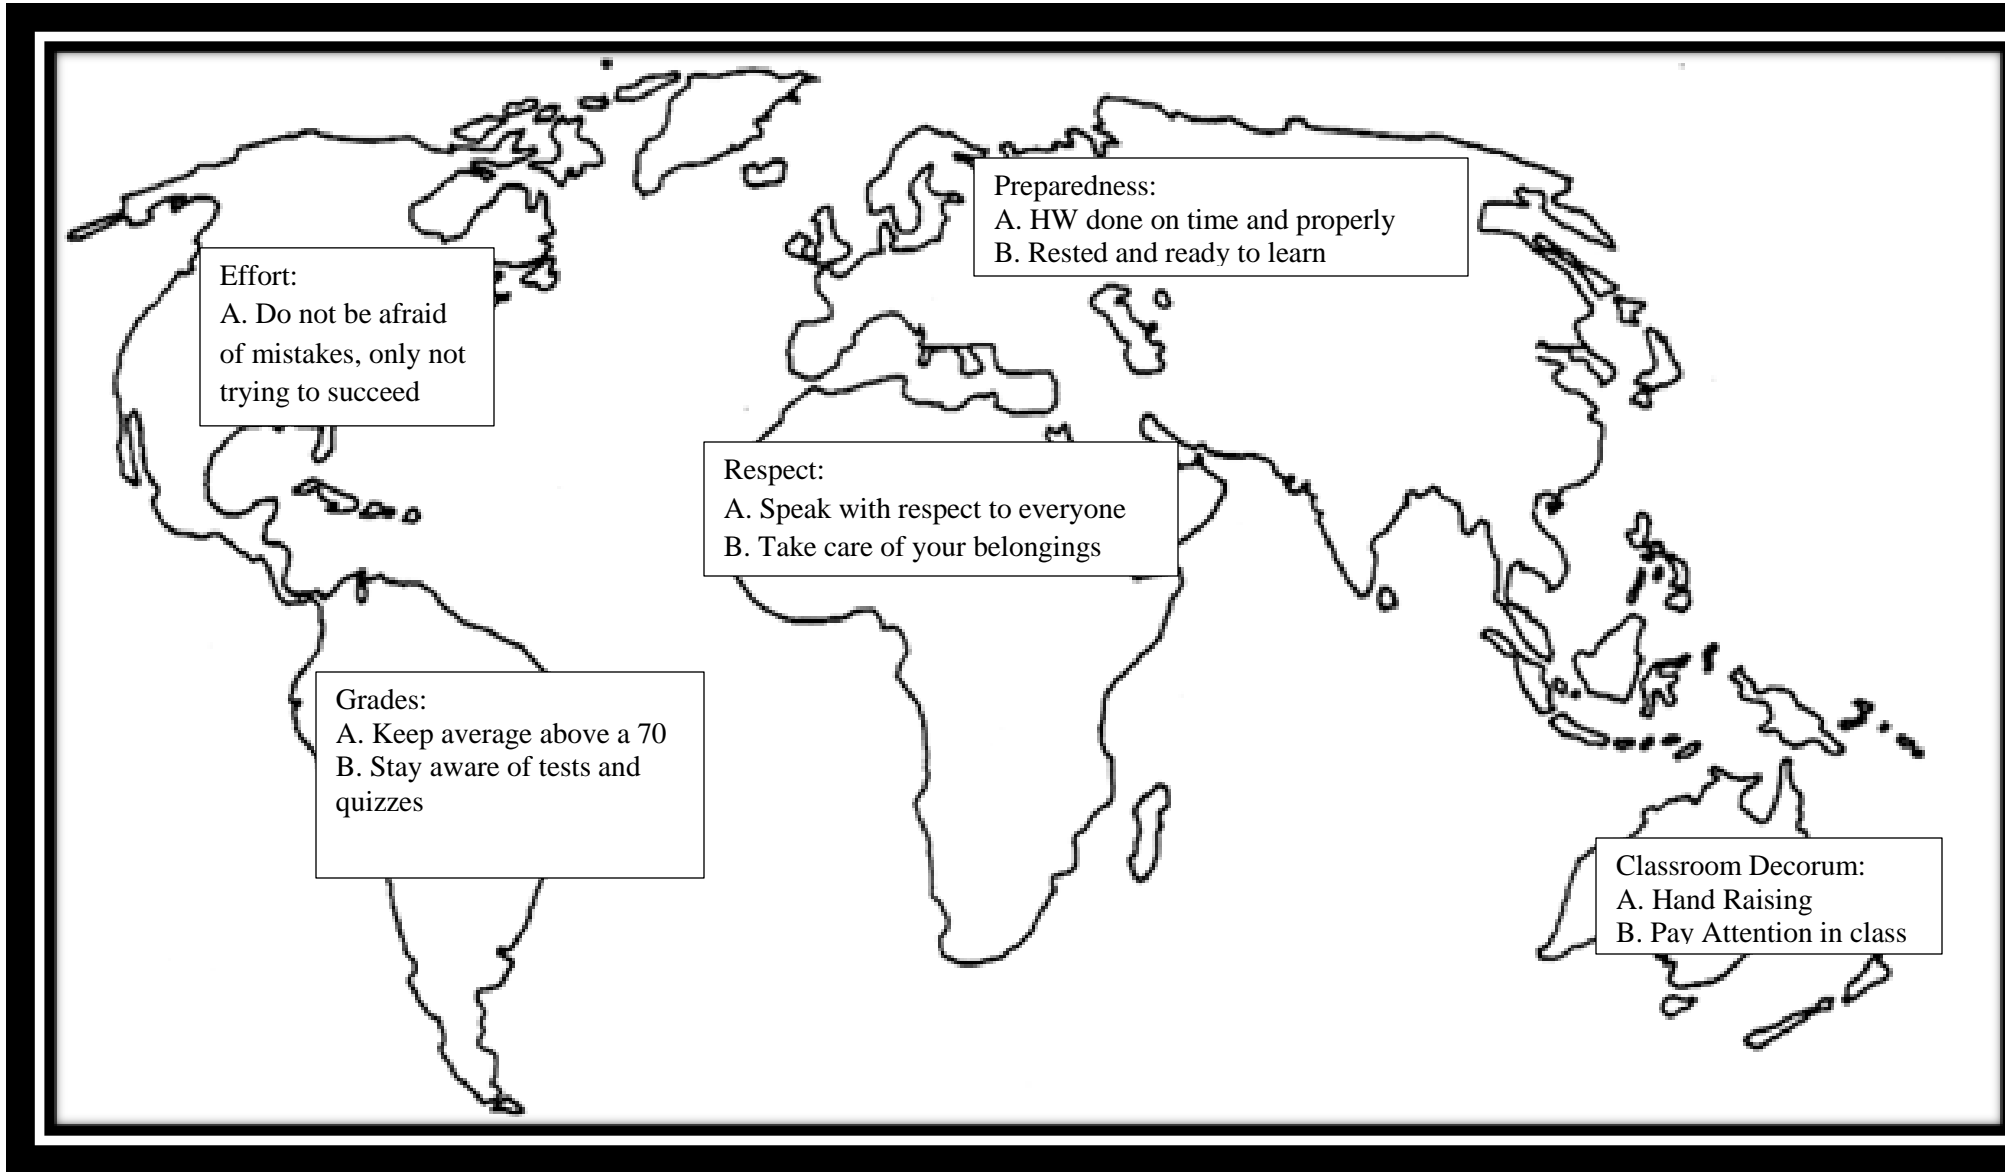 Preparedness:
A. HW done on time and properly
B. Rested and ready to learn
Effort:
A. Do not be afraid
of mistakes, only not
trying to succeed
Respect:
A. Speak with respect to everyone
B. Take care of your belongings
Grades:
A. Keep average above a 70
B. Stay aware of tests and
quizzes
Classroom Decorum:
A. Hand Raising
B. Pay Attention in class